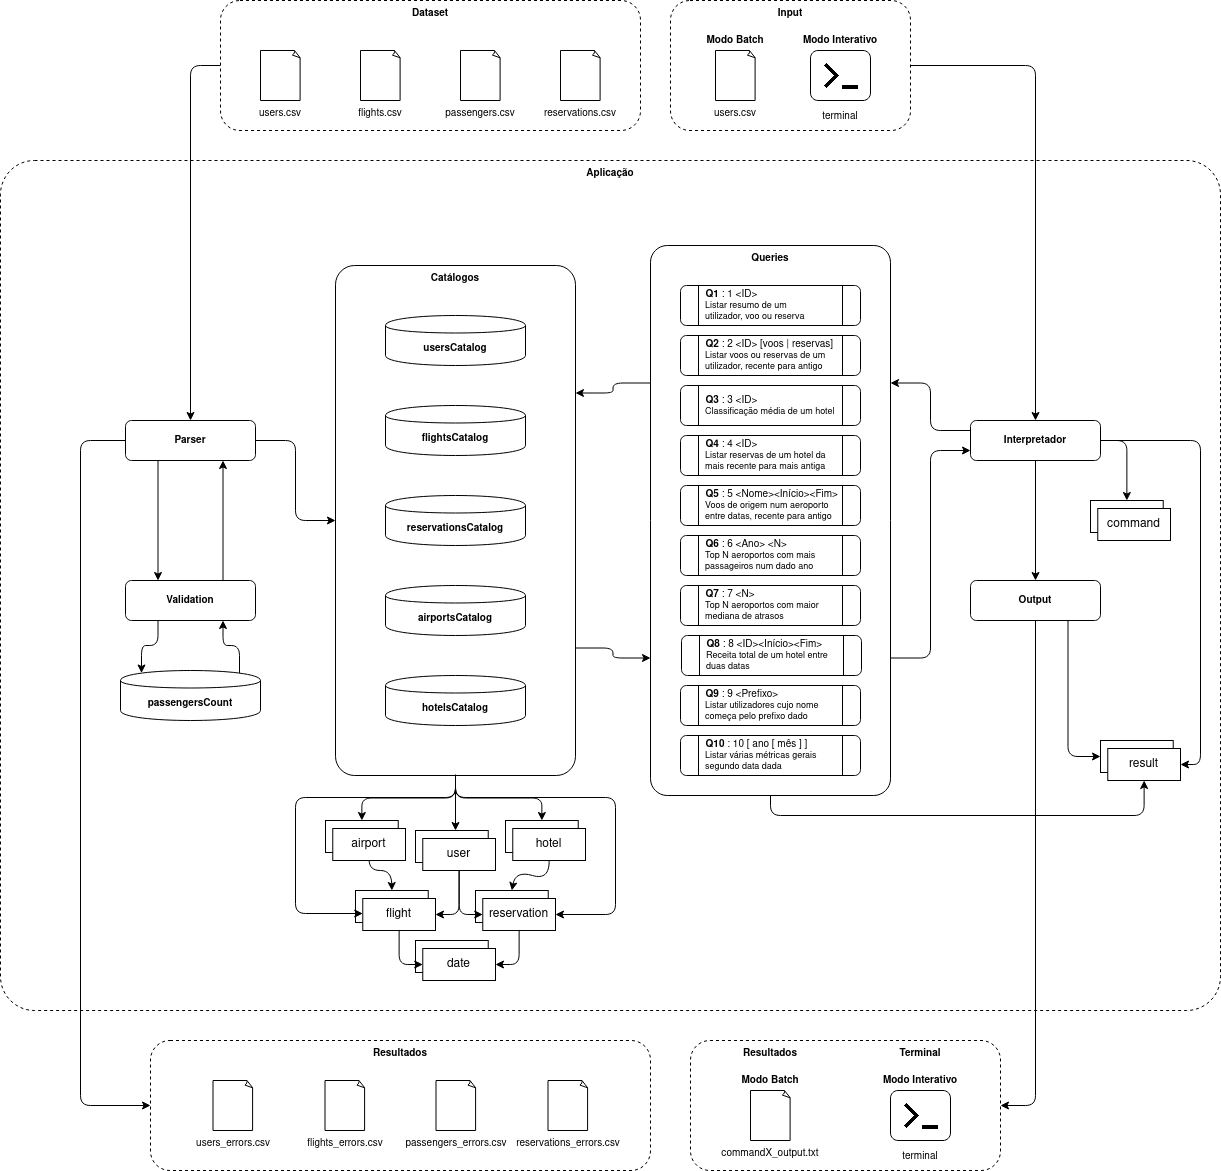 Dataset
users.csv
flights.csv
passengers.csv
reservations.csv
Input
Modo Batch
Modo Interativo
users.csv
terminal
Aplicação
Parser
Validation
passengersCount
Catálogos
usersCatalog
flightsCatalog
reservationsCatalog
airportsCatalog
hotelsCatalog
Queries
Q1 : 1 <ID>
Listar resumo de um
utilizador, voo ou reserva
Q2 : 2 <ID> [voos | reservas]
Listar voos ou reservas de um
utilizador, recente para antigo
Q3 : 3 <ID>
Classificação média de um hotel
Q4 : 4 <ID>
Listar reservas de um hotel da
mais recente para mais antiga
Q5 : 5 <Nome><Início><Fim>
Voos de origem num aeroporto
entre datas, recente para antigo
Q6 : 6 <Ano> <N>
Top N aeroportos com mais
passageiros num dado ano
Q7 : 7 <N>
Top N aeroportos com maior
mediana de atrasos
Q8 : 8 <ID><Início><Fim>
Receita total de um hotel entre
duas datas
Q9 : 9 <Prefixo>
Listar utilizadores cujo nome
começa pelo prefixo dado
Q10 : 10 [ ano [ mês ] ]
Listar várias métricas gerais
segundo data dada
Interpretador
command
Output
result
airport
user
hotel
flight
reservation
date
Resultados
users_errors.csv
flights_errors.csv
passengers_errors.csv
reservations_errors.csv
Resultados
Terminal
Modo Batch
Modo Interativo
commandX_output.txt
terminal